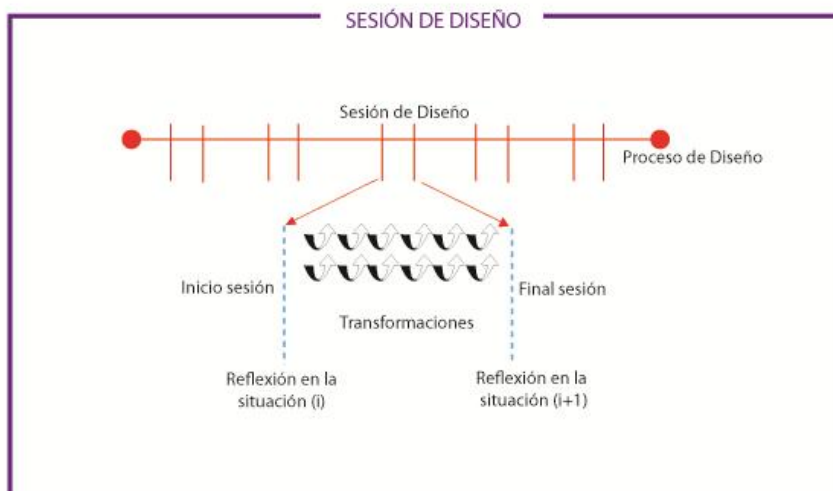 SESIÓN DE DISEÑO
Sesión de Diseño
Proceso de Diseño
Inicio sesión
Final sesión
Transformaciones
Reflexión en la
situación (i)
Reflexión en la
situación (i+1)